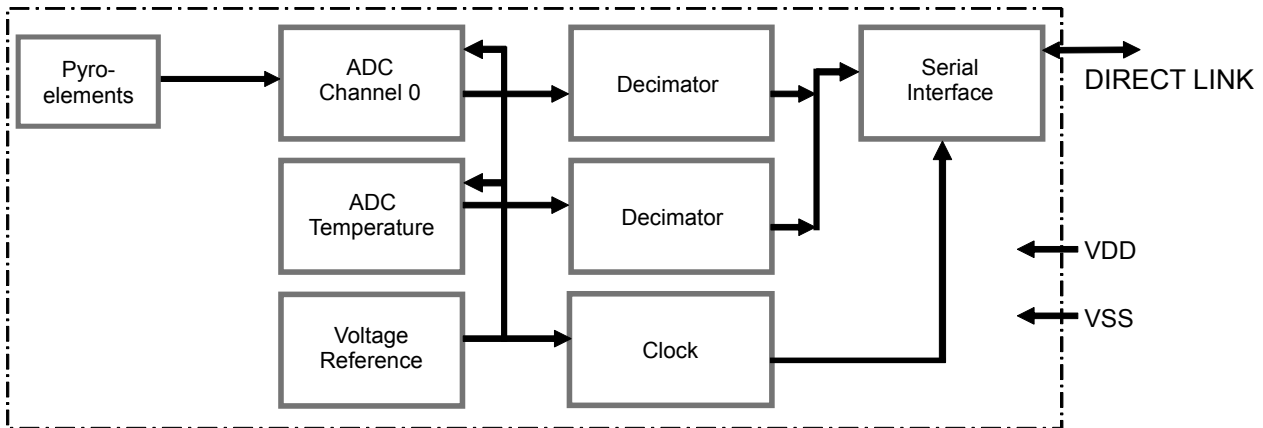 Pyro-
elements
ADC
Channel 0
Decimator
Serial
Interface
DIRECT LINK
ADC
Temperature
Decimator
VDD
VSS
Voltage
Reference
Clock